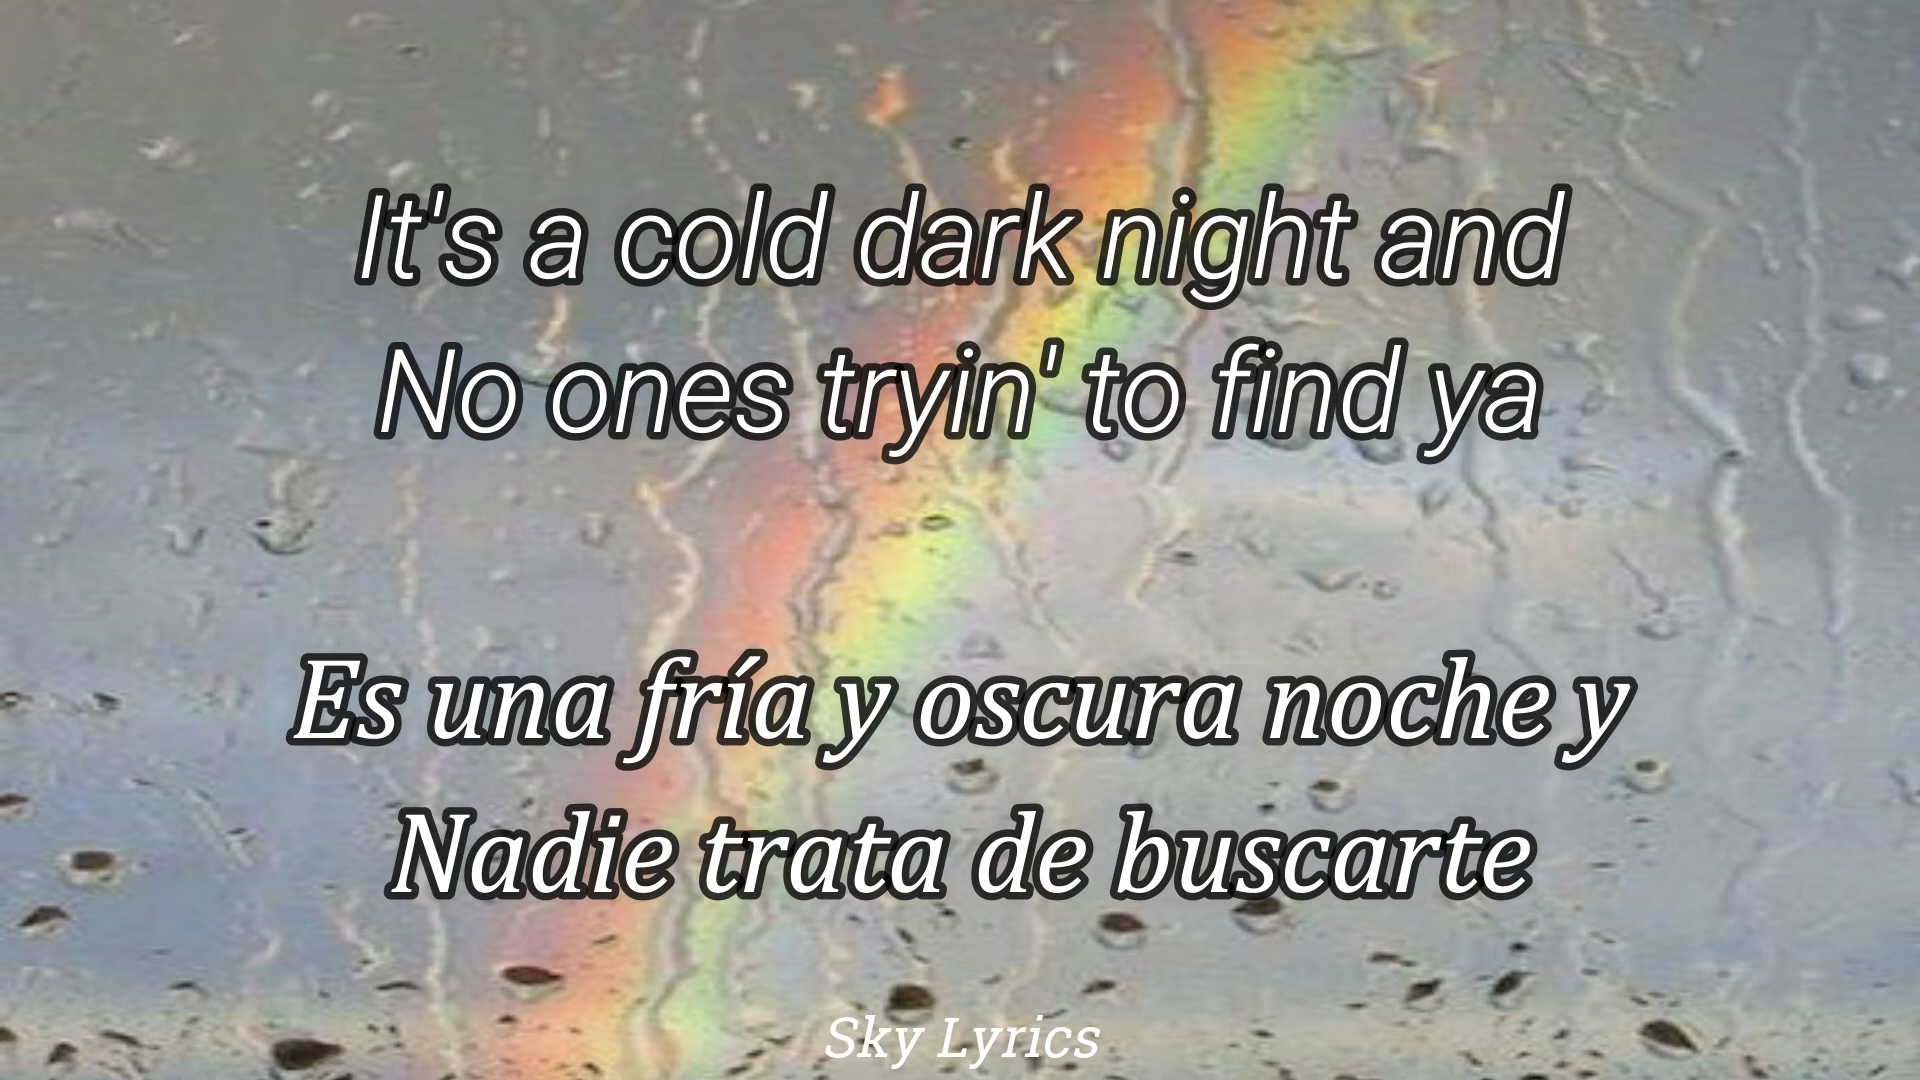 It's a cold dark night and
No ones tryin' to find ya
Es una fría y oscura noche y
Nadie trata de buscarte
Sky Lyrics